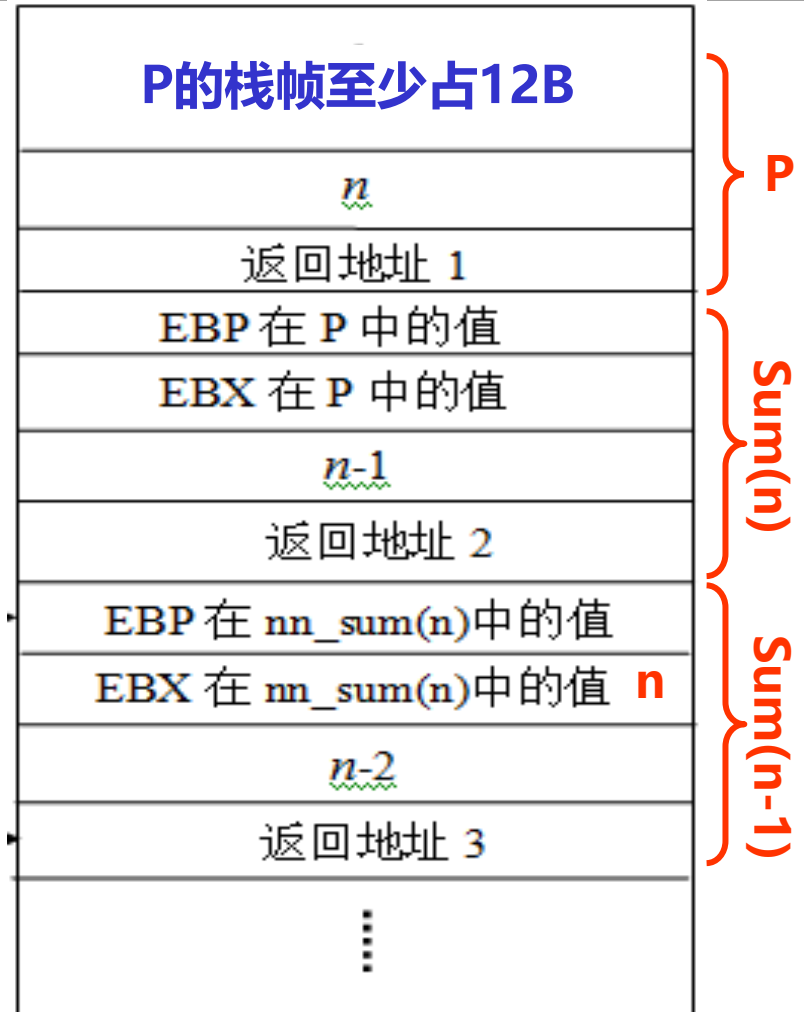 P的栈帧至少占12B
P
n
返回地址 1
EBP 在 P 中的值
EBX 在 P 中的值
n-1
返回地址 2
Sum(n)
EBP 在 nn_sum(n)中的值
EBX 在 nn_sum(n)中的值 n
n-2
返回地址 3
Sum(n-1)